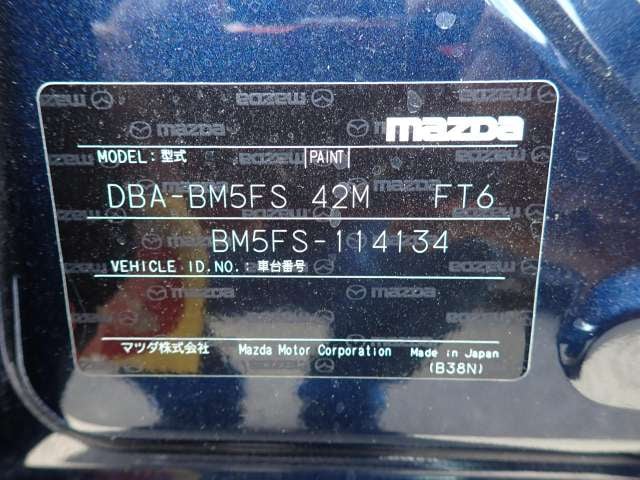 mazda
MODEL:型式 PAINT
DBA-BM5FS 42M FT6
BM5FS-114134
VEHICLE ID.NO.:車台番号
マツダ株式会社 Mazda Motor Corporation Made in Japan
(B38N)